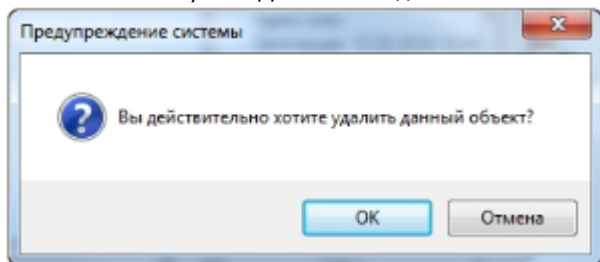 Предупреждение системы
Вы действительно хотите удалить данный объект?
OK
Отмена